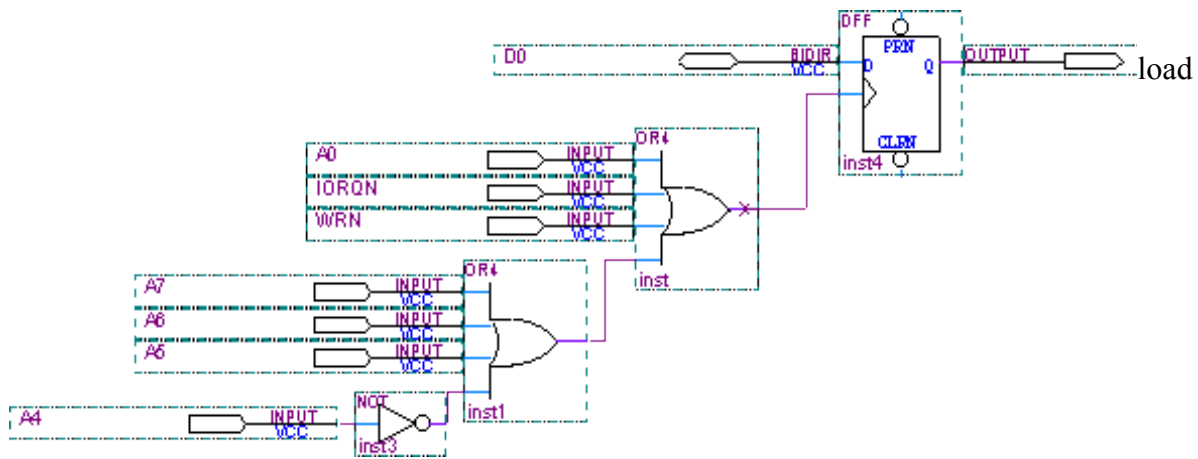 DFF
D0 BIDIR VCC
PRN
D Q
OUTPUT
load
CLRN
inst4
OR4
A0 INPUT VCC
IORQN INPUT VCC
WRN INPUT VCC
inst
OR4
A7 INPUT VCC
A6 INPUT VCC
A5 INPUT VCC
inst1
NOT
A4 INPUT VCC
inst3